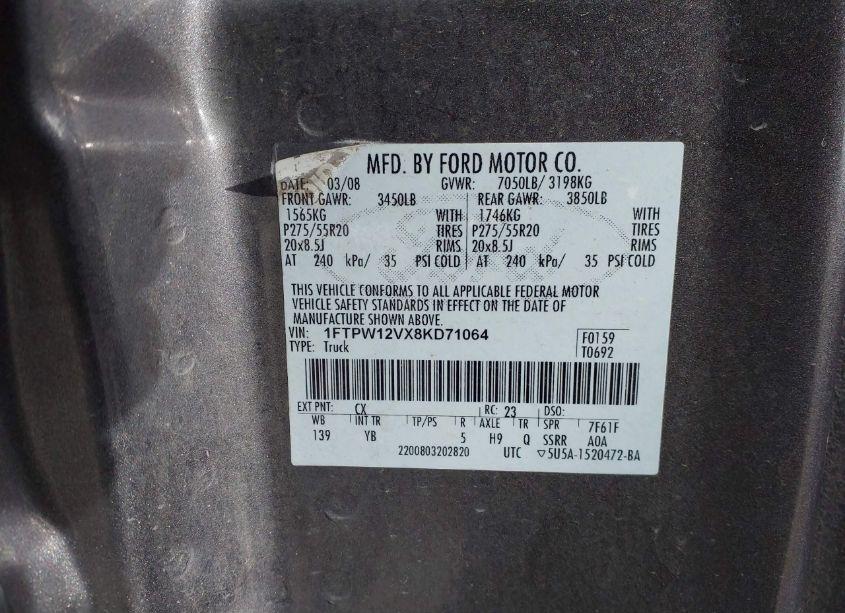 MFD. BY FORD MOTOR CO.
DATE: 03/08 GVWR: 7050LB/ 3198KG
FRONT GAWR: 3450LB REAR GAWR: 3850LB
1565KG WITH 1746KG WITH
P275/55R20 TIRES P275/55R20 TIRES
20x8.5J RIMS 20x8.5J RIMS
AT 240 kPa/ 35 PSI COLD AT 240 kPa/ 35 PSI COLD
THIS VEHICLE CONFORMS TO ALL APPLICABLE FEDERAL MOTOR
VEHICLE SAFETY STANDARDS IN EFFECT ON THE DATE OF
MANUFACTURE SHOWN ABOVE.
VIN: 1FTPW12VX8KD71064 F0159
TYPE: Truck T0692
EXT PNT: CX RC: 23 DSO:
WB INT TR TP/PS R AXLE TR SPR 7F61F
139 YB 5 H9 Q SSRR A0A
2200803202820 UTC ▽5U5A-1520472-BA